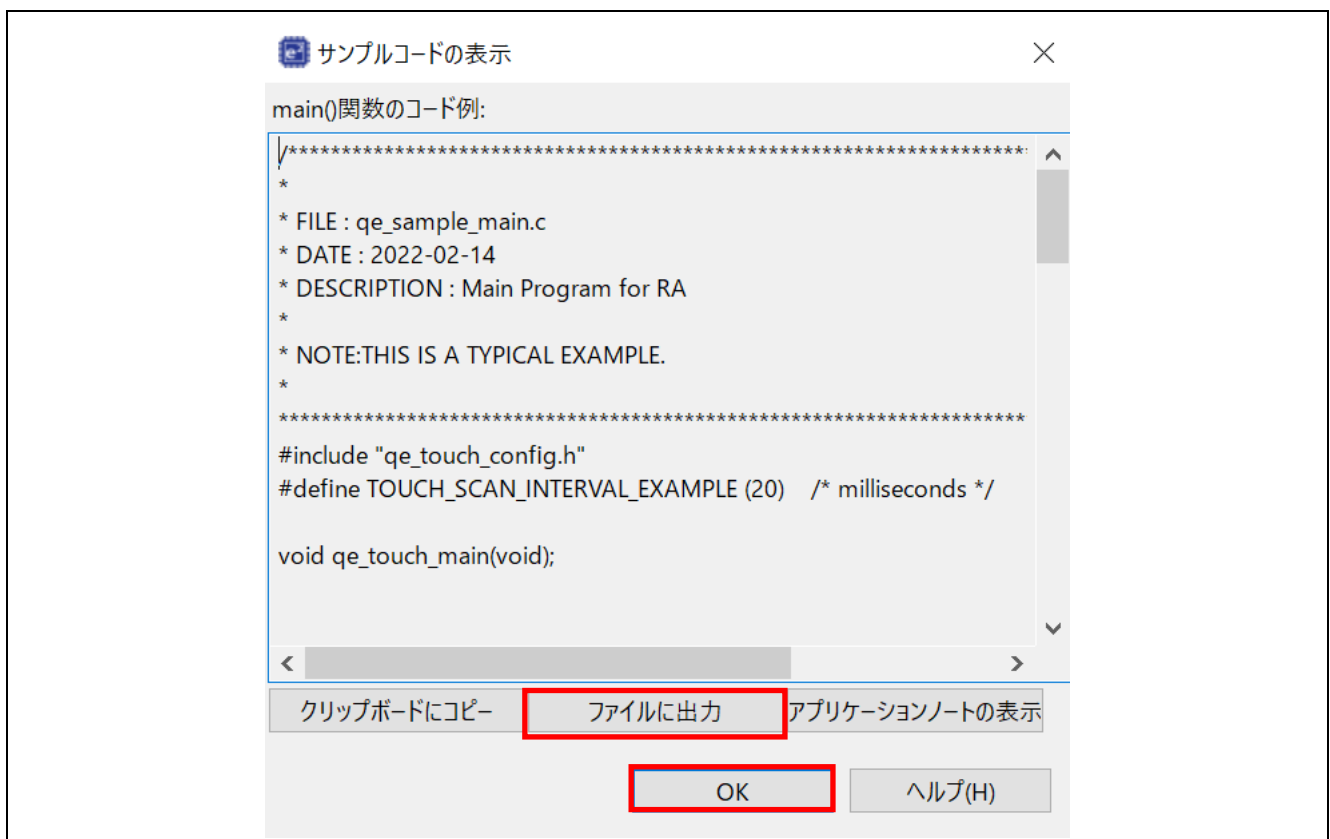 サンプルコードの表示
main()関数のコード例:
/**********************************************************************
*
* FILE : qe_sample_main.c
* DATE : 2022-02-14
* DESCRIPTION : Main Program for RA
*
* NOTE:THIS IS A TYPICAL EXAMPLE.
*
***********************************************************************
#include "qe_touch_config.h"
#define TOUCH_SCAN_INTERVAL_EXAMPLE (20)    /* milliseconds */
void qe_touch_main(void);
クリップボードにコピー ファイルに出力 アプリケーションノートの表示
OK ヘルプ(H)